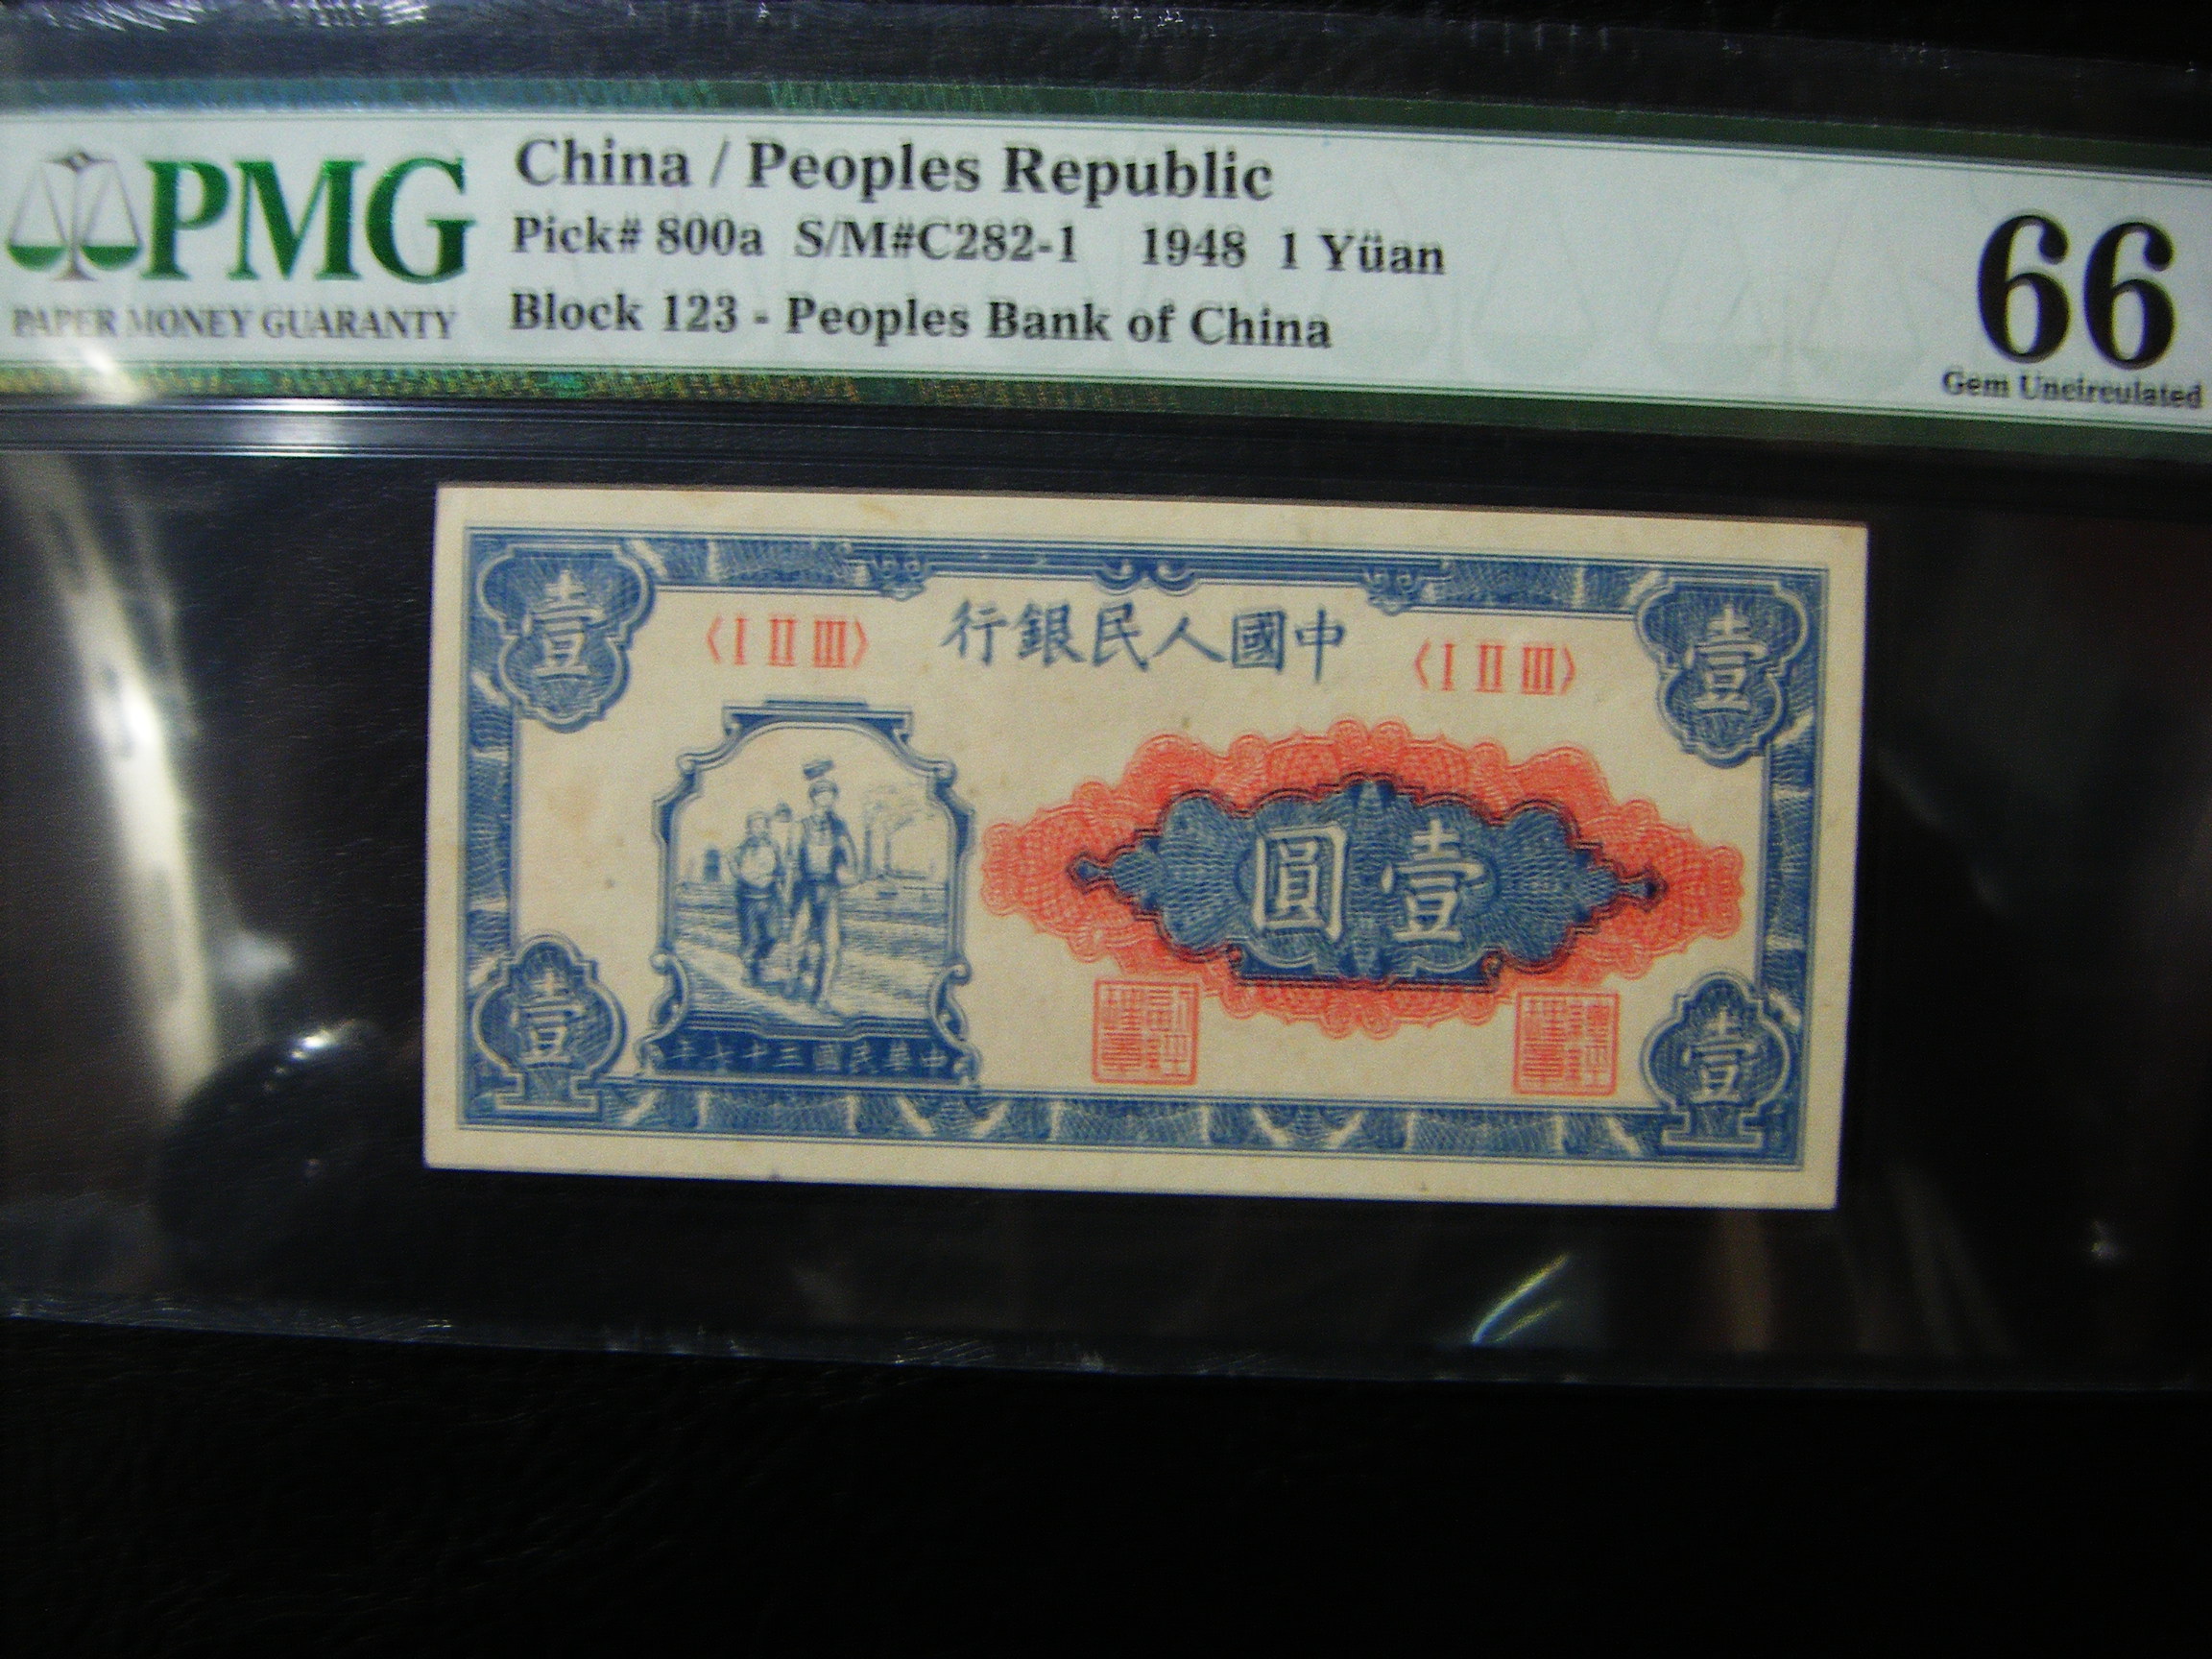 PMG
PAPER MONEY GUARANTY
China / Peoples Republic
Pick# 800a S/M#C282-1 1948 1 Yüan
Block 123 - Peoples Bank of China
66
Gem Uncirculated
壹
壹
〈I II III〉
行銀民人國中
〈I II III〉
圓壹
年七十三國民華中
壹
壹